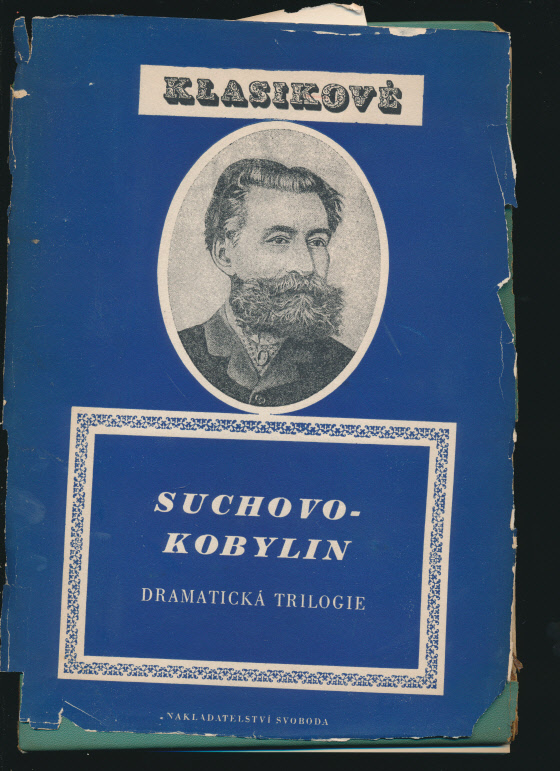 KLASIKOVÉ
SUCHOVO-
KOBYLIN
DRAMATICKÁ TRILOGIE
NAKLADATELSTVÍ SVOBODA